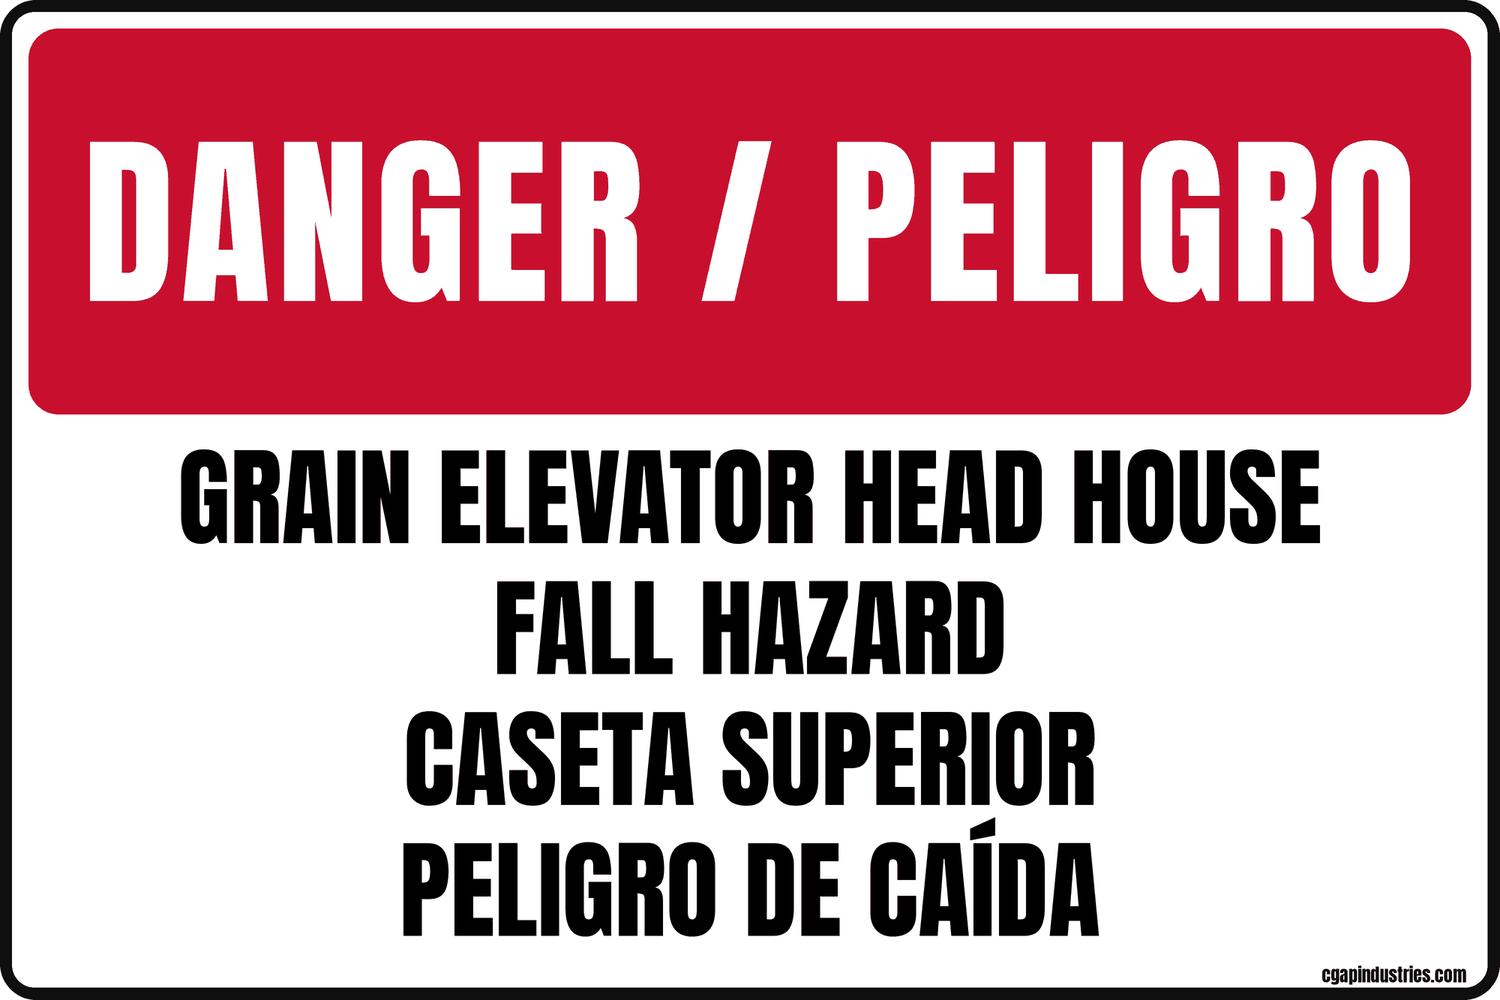 DANGER / PELIGRO
GRAIN ELEVATOR HEAD HOUSE
FALL HAZARD
CASETA SUPERIOR
PELIGRO DE CAÍDA
cgapindustries.com